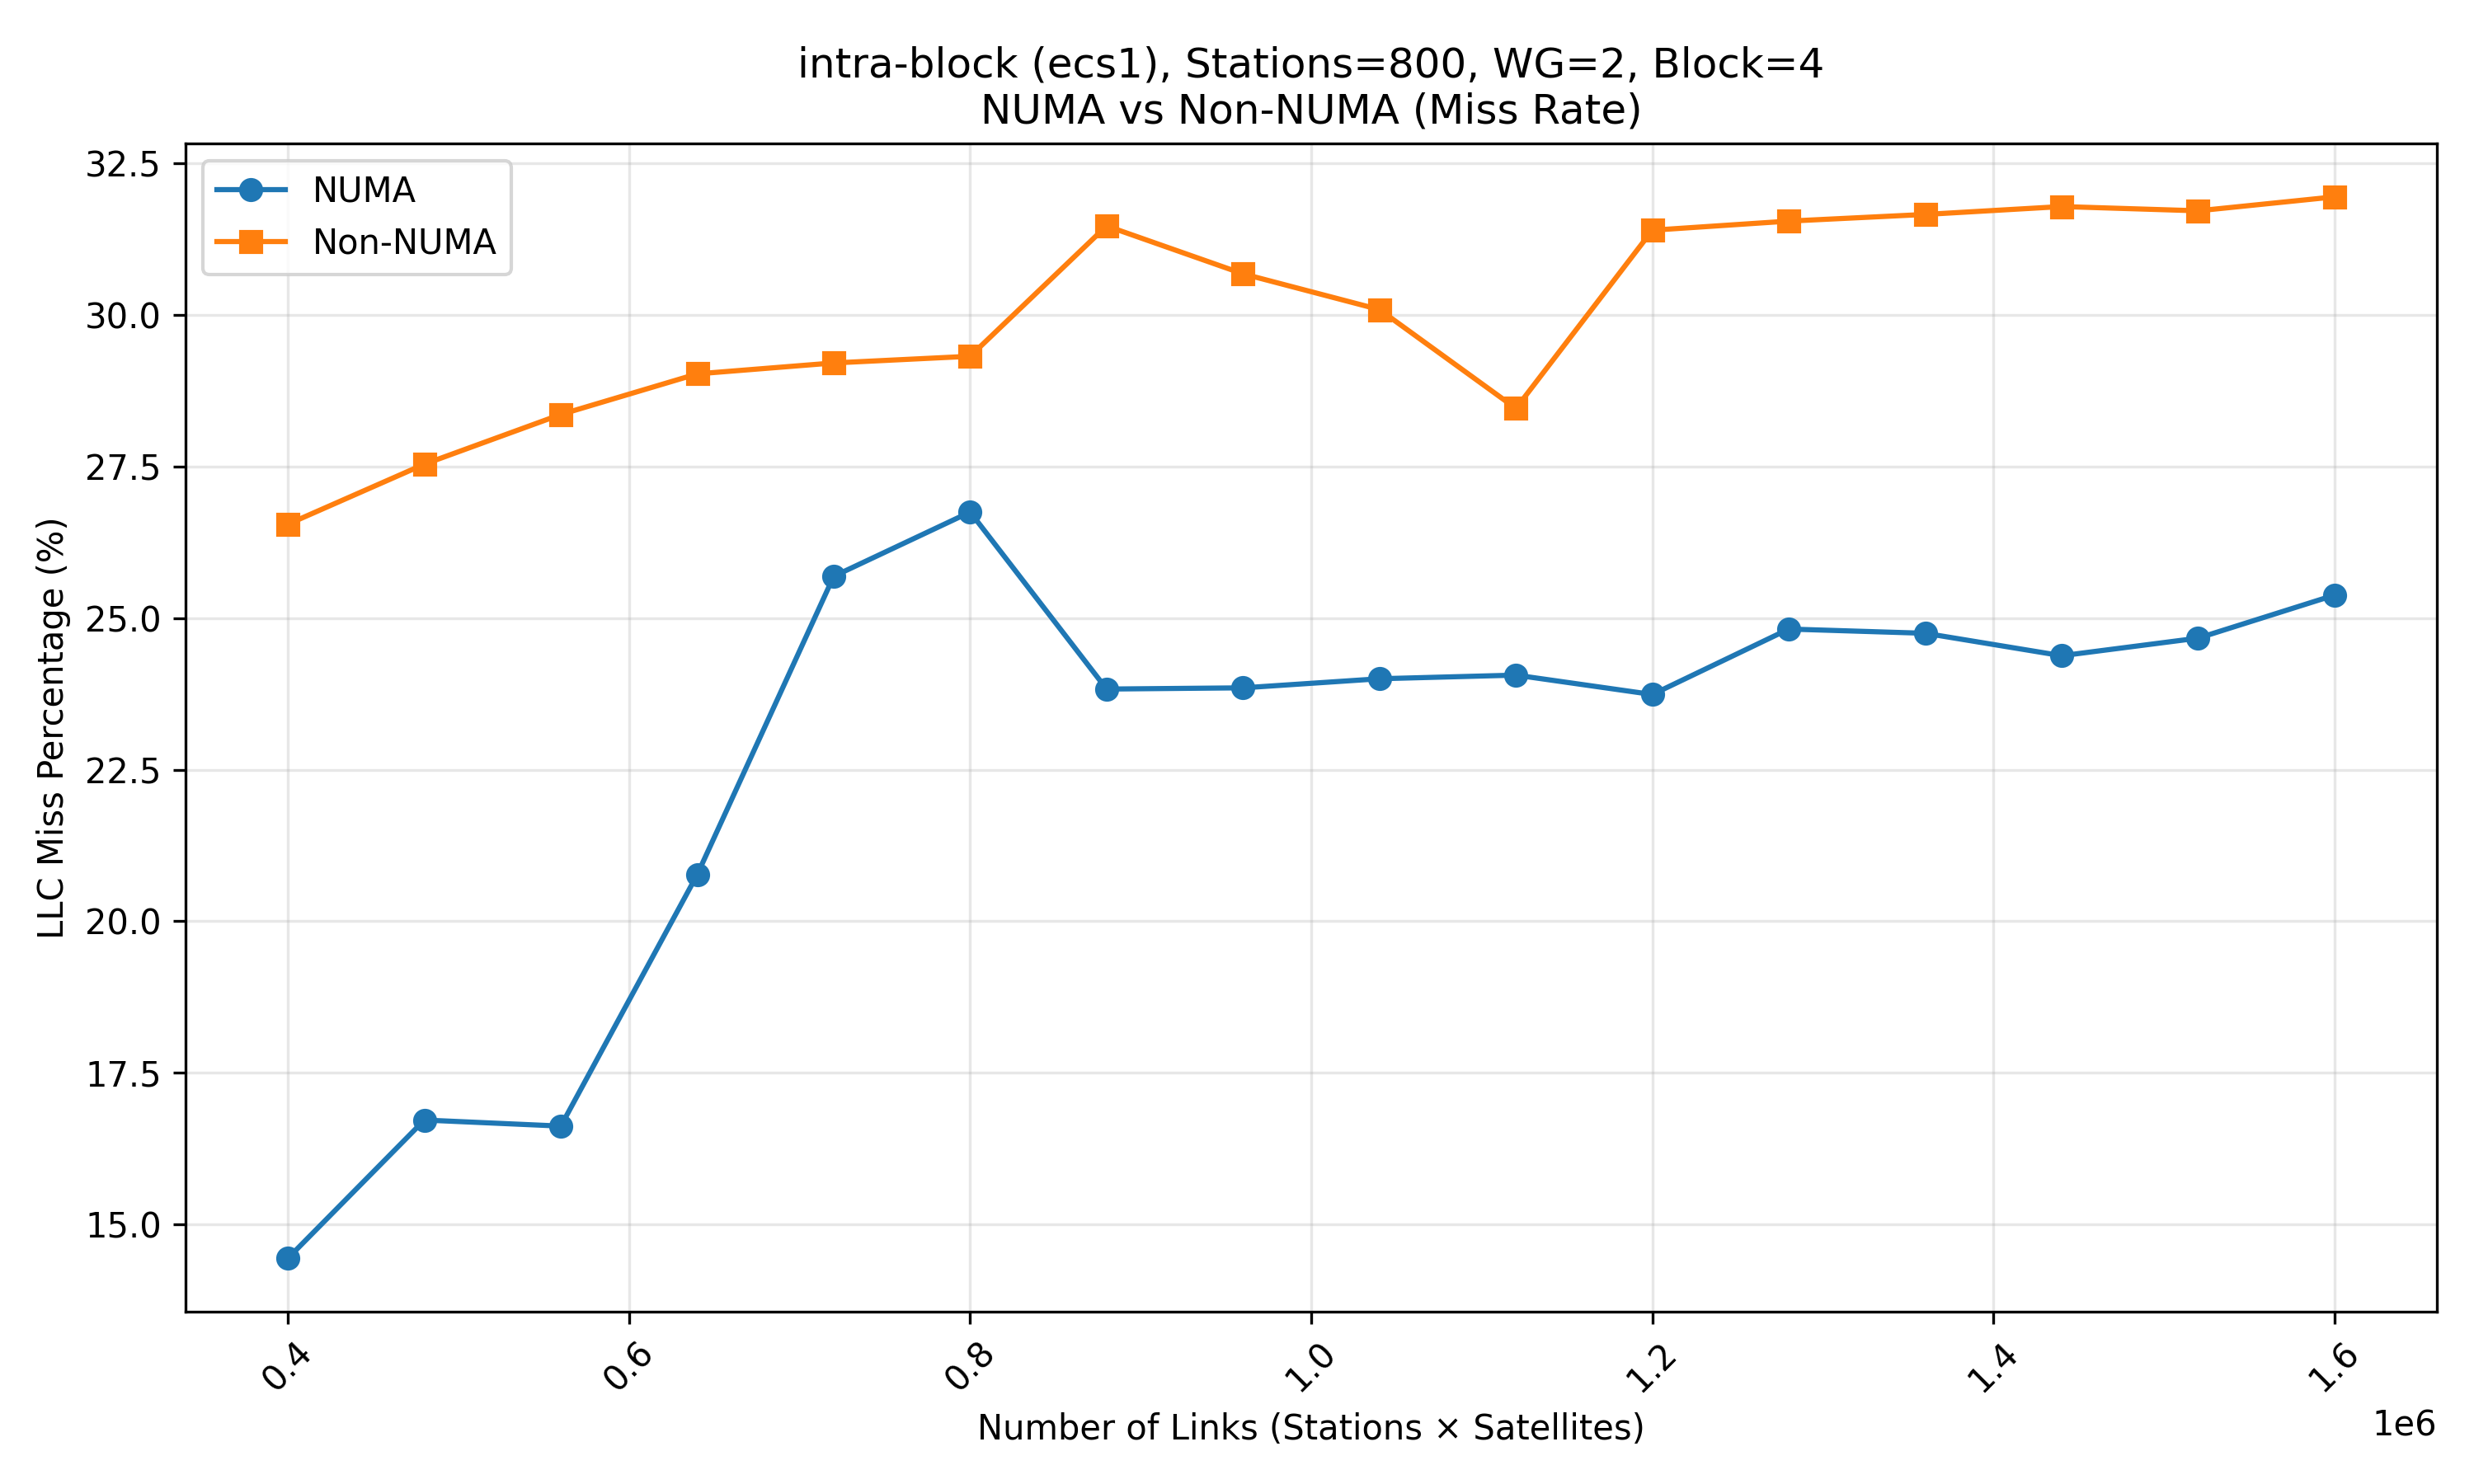 intra-block (ecs1), Stations=800, WG=2, Block=4
NUMA vs Non-NUMA (Miss Rate)
NUMA
Non-NUMA
LLC Miss Percentage (%)
32.5
30.0
27.5
25.0
22.5
20.0
17.5
15.0
0.4
0.6
0.8
1.0
1.2
1.4
1.6
1e6
Number of Links (Stations × Satellites)